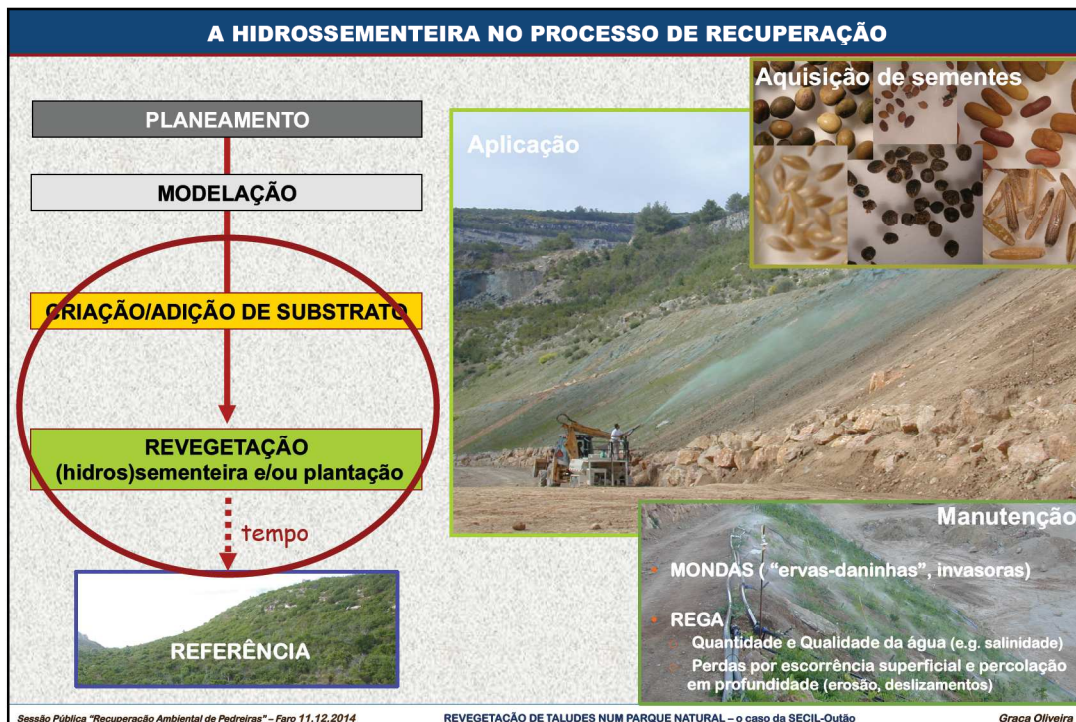 A HIDROSSEMENTEIRA NO PROCESSO DE RECUPERAÇÃO
PLANEAMENTO
MODELAÇÃO
CRIAÇÃO/ADIÇÃO DE SUBSTRATO
REVEGETAÇÃO
(hidros)sementeira e/ou plantação
tempo
REFERÊNCIA
Aplicação
Aquisição de sementes
Manutenção
• MONDAS ( “ervas-daninhas”, invasoras)
• REGA
Quantidade e Qualidade da água (e.g. salinidade)
Perdas por escorrência superficial e percolação
em profundidade (erosão, deslizamentos)
Sessão Pública “Recuperação Ambiental de Pedreiras” – Faro 11.12.2014
REVEGETAÇÃO DE TALUDES NUM PARQUE NATURAL – o caso da SECIL-Outão
Graça Oliveira